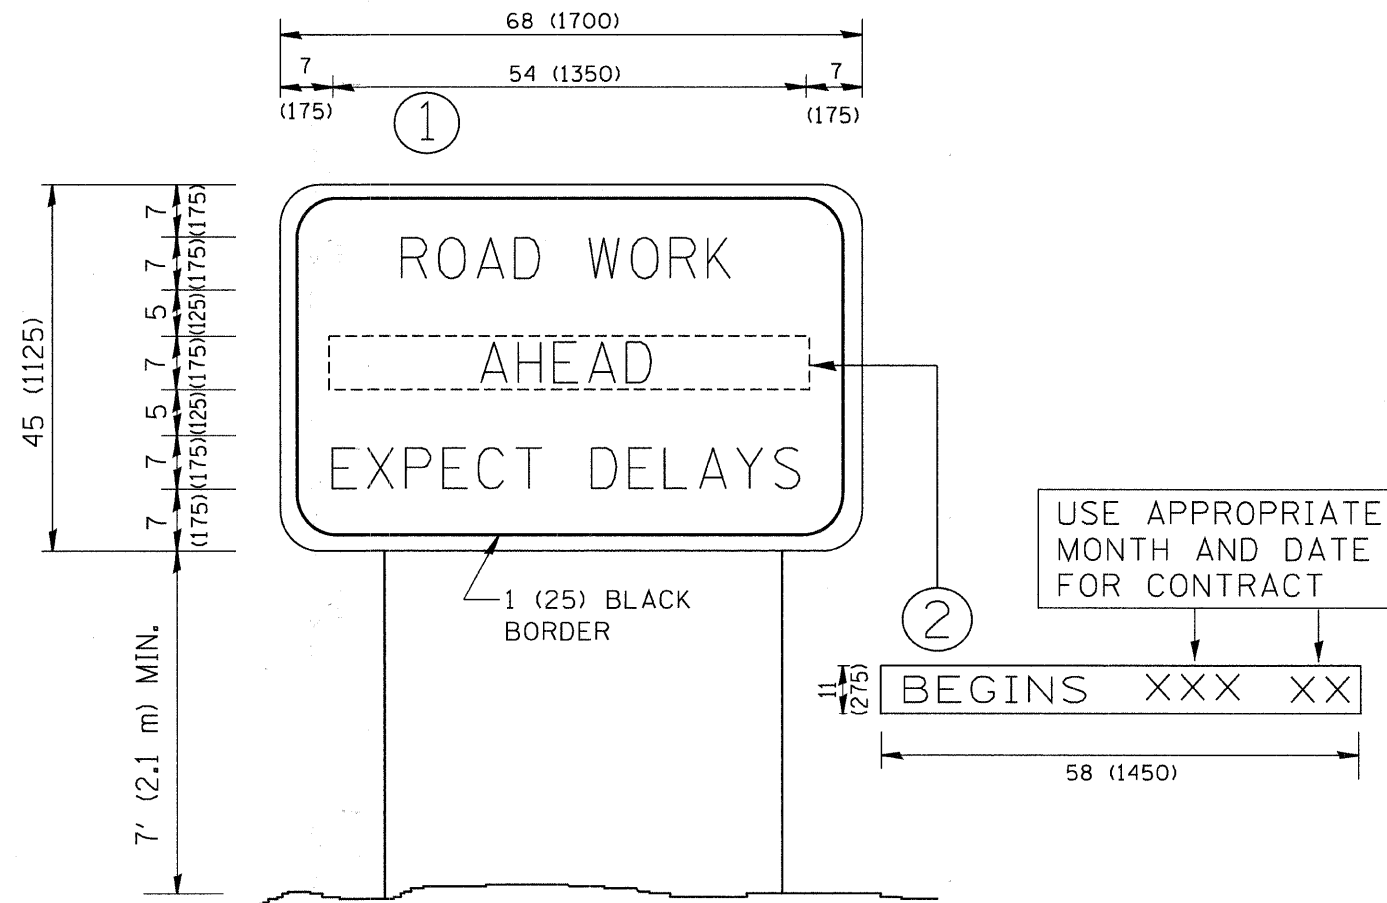 68 (1700)
7
54 (1350)
7
(175)
(175)
1
45 (1125)
7
(175)
7
(175)
5
(125)
7
(175)
5
(125)
7
(175)
7
(175)
ROAD WORK
AHEAD
EXPECT DELAYS
1 (25) BLACK
BORDER
7' (2.1 m) MIN.
2
USE APPROPRIATE
MONTH AND DATE
FOR CONTRACT
11
(275)
BEGINS XXX XX
58 (1450)